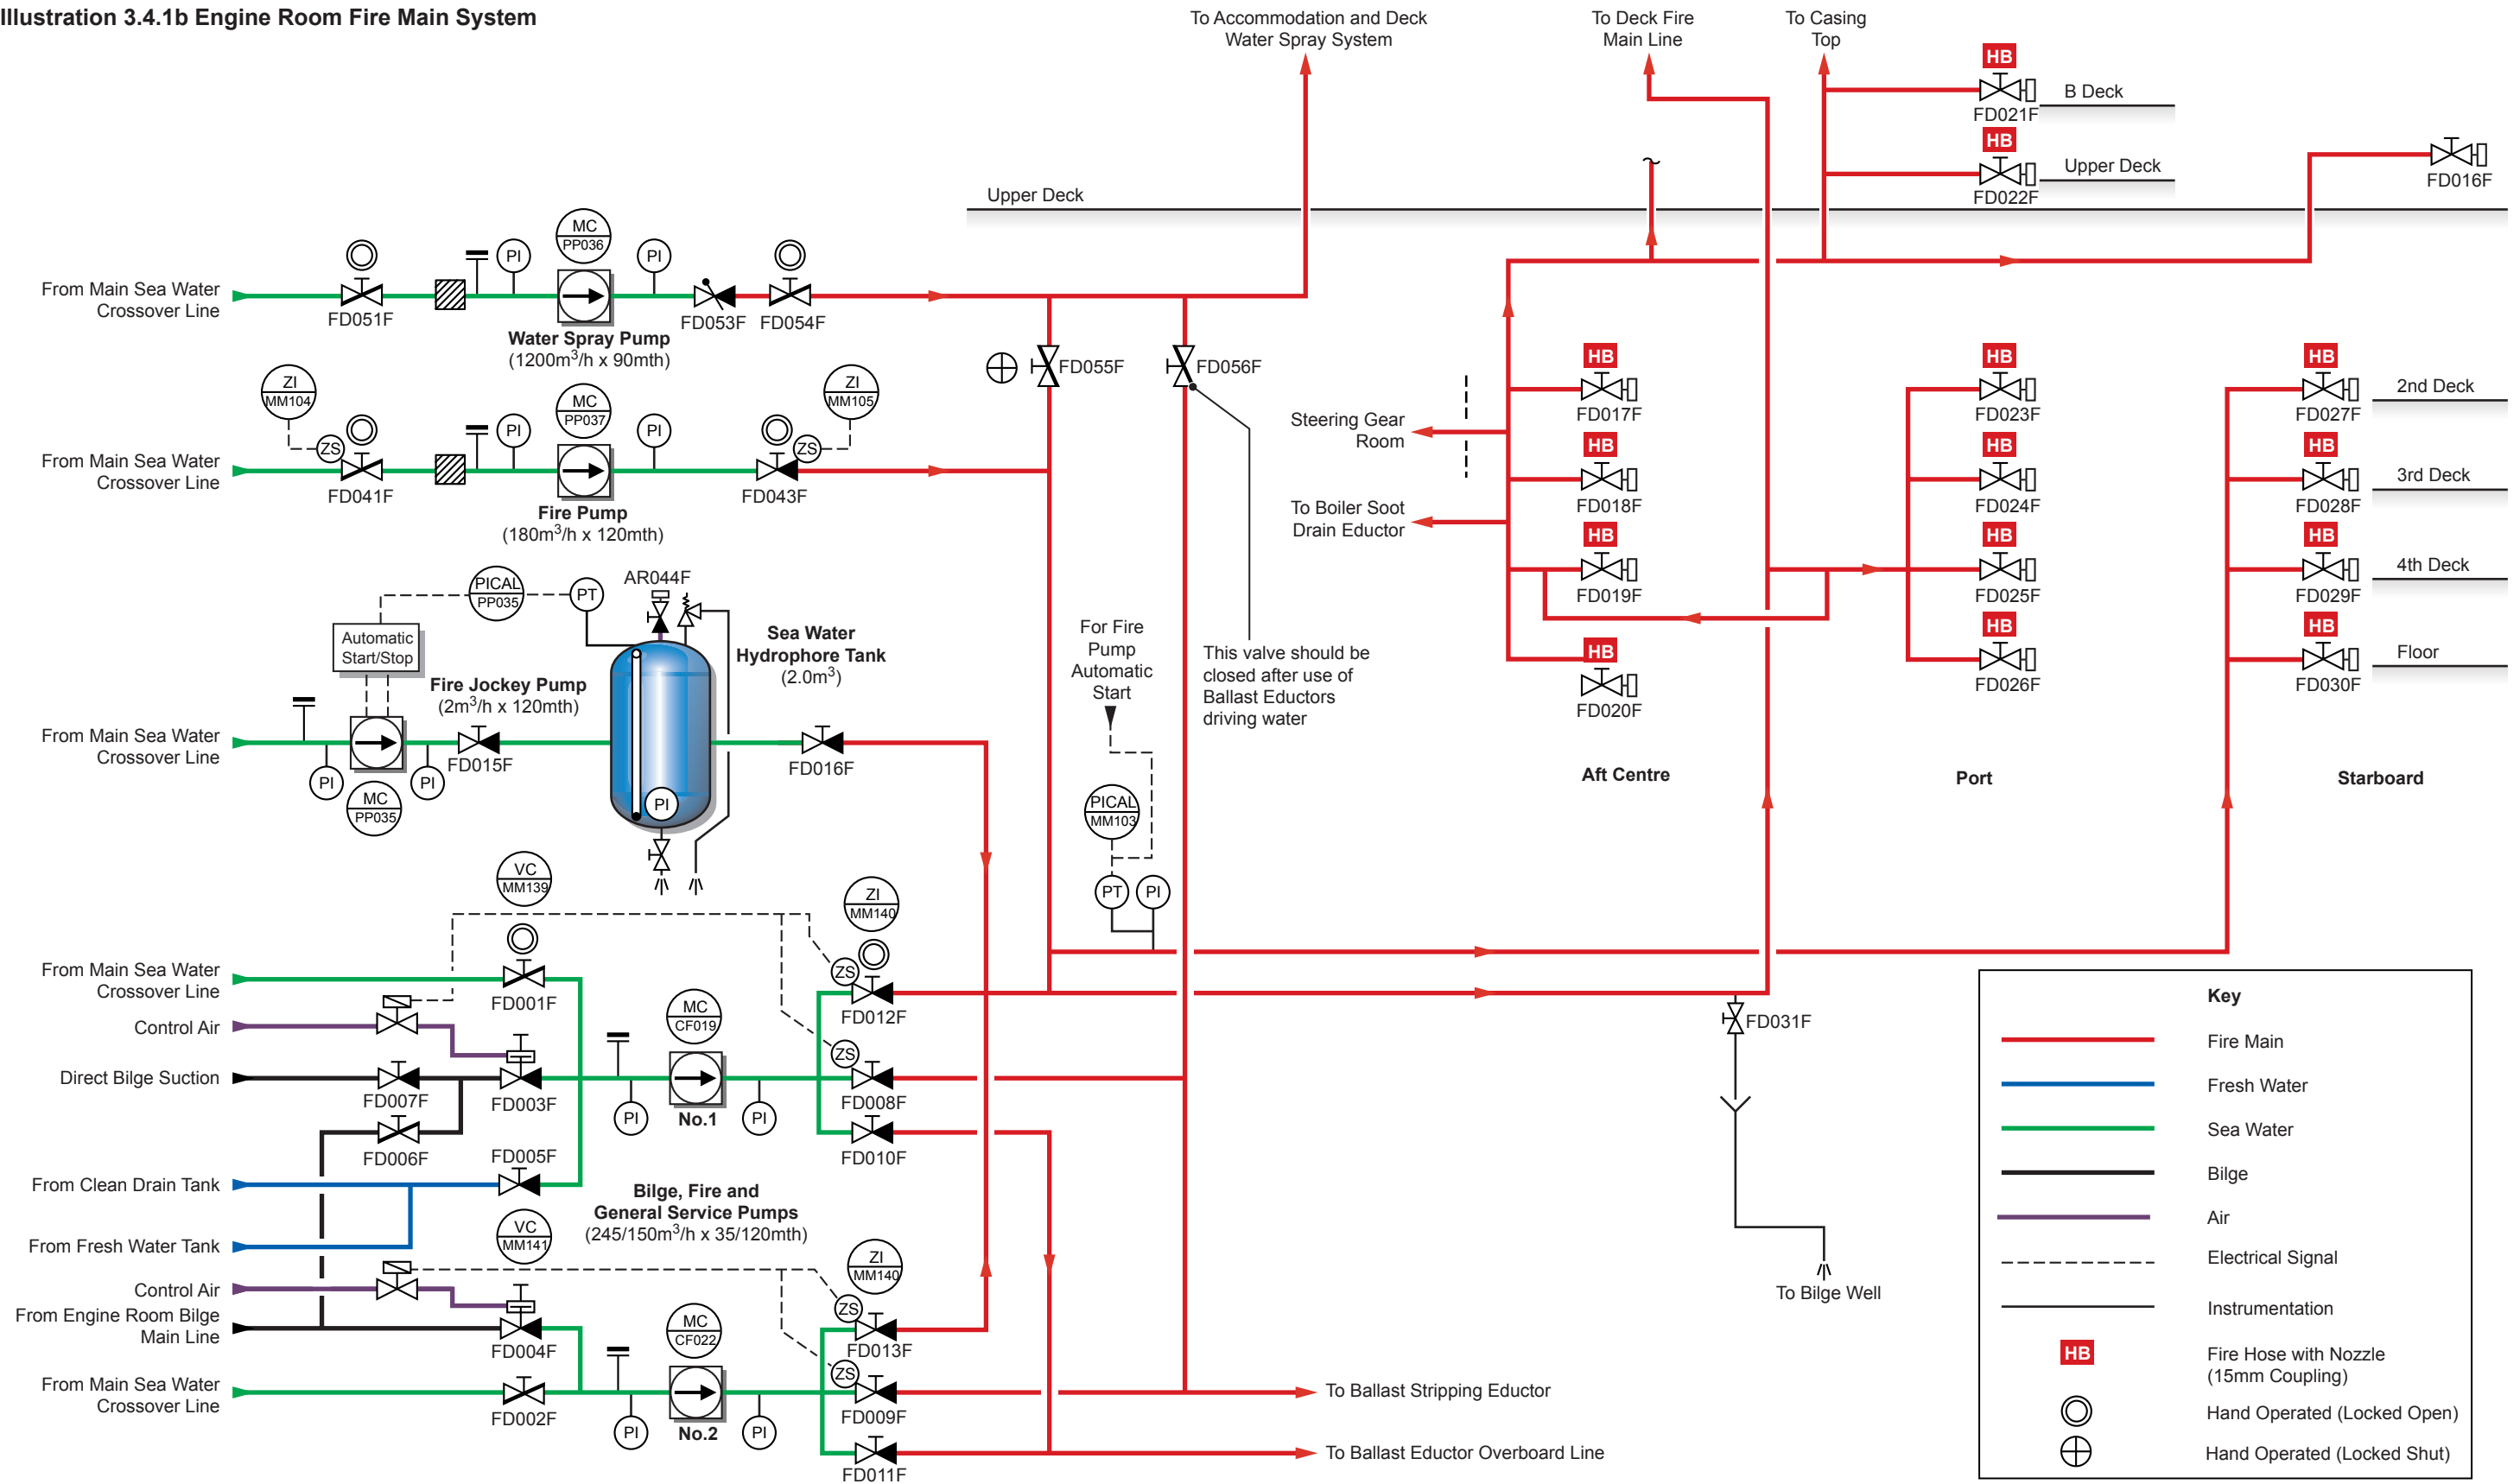 Illustration 3.4.1b Engine Room Fire Main System
To Accommodation and Deck
Water Spray System
To Deck Fire
Main Line
To Casing
Top
HB
FD021F
B Deck
HB
FD022F
Upper Deck
FD016F
Upper Deck
From Main Sea Water
Crossover Line
FD051F
PI
MC
PP036
PI
FD053F
FD054F
Water Spray Pump
(1200m3/h x 90mth)
FD055F
FD056F
ZI
MM104
ZS
From Main Sea Water
Crossover Line
FD041F
PI
MC
PP037
PI
ZI
MM105
ZS
FD043F
Fire Pump
(180m3/h x 120mth)
HB
FD017F
HB
FD018F
HB
FD019F
HB
FD020F
Steering Gear
Room
To Boiler Soot
Drain Eductor
Aft Centre
HB
FD023F
HB
FD024F
HB
FD025F
HB
FD026F
Port
HB
FD027F
2nd Deck
HB
FD028F
3rd Deck
HB
FD029F
4th Deck
HB
FD030F
Floor
Starboard
PICAL
PP035
PT
AR044F
Automatic
Start/Stop
Sea Water
Hydrophore Tank
(2.0m3)
Fire Jockey Pump
(2m3/h x 120mth)
From Main Sea Water
Crossover Line
PI
MC
PP035
PI
FD015F
PI
FD016F
For Fire
Pump
Automatic
Start
This valve should be
closed after use of
Ballast Eductors
driving water
PICAL
MM103
PT
PI
VC
MM139
ZI
MM140
ZS
From Main Sea Water
Crossover Line
FD001F
FD012F
Control Air
MC
CF019
ZS
Direct Bilge Suction
FD007F
FD003F
PI
No.1
PI
FD008F
FD006F
FD010F
FD005F
From Clean Drain Tank
From Fresh Water Tank
Bilge, Fire and
General Service Pumps
(245/150m3/h x 35/120mth)
VC
MM141
ZI
MM140
ZS
Control Air
From Engine Room Bilge
Main Line
FD004F
MC
CF022
FD013F
ZS
From Main Sea Water
Crossover Line
FD002F
PI
No.2
PI
FD009F
FD011F
To Ballast Stripping Eductor
To Ballast Eductor Overboard Line
FD031F
To Bilge Well
Key
Fire Main
Fresh Water
Sea Water
Bilge
Air
Electrical Signal
Instrumentation
HB
Fire Hose with Nozzle
(15mm Coupling)
Hand Operated (Locked Open)
Hand Operated (Locked Shut)